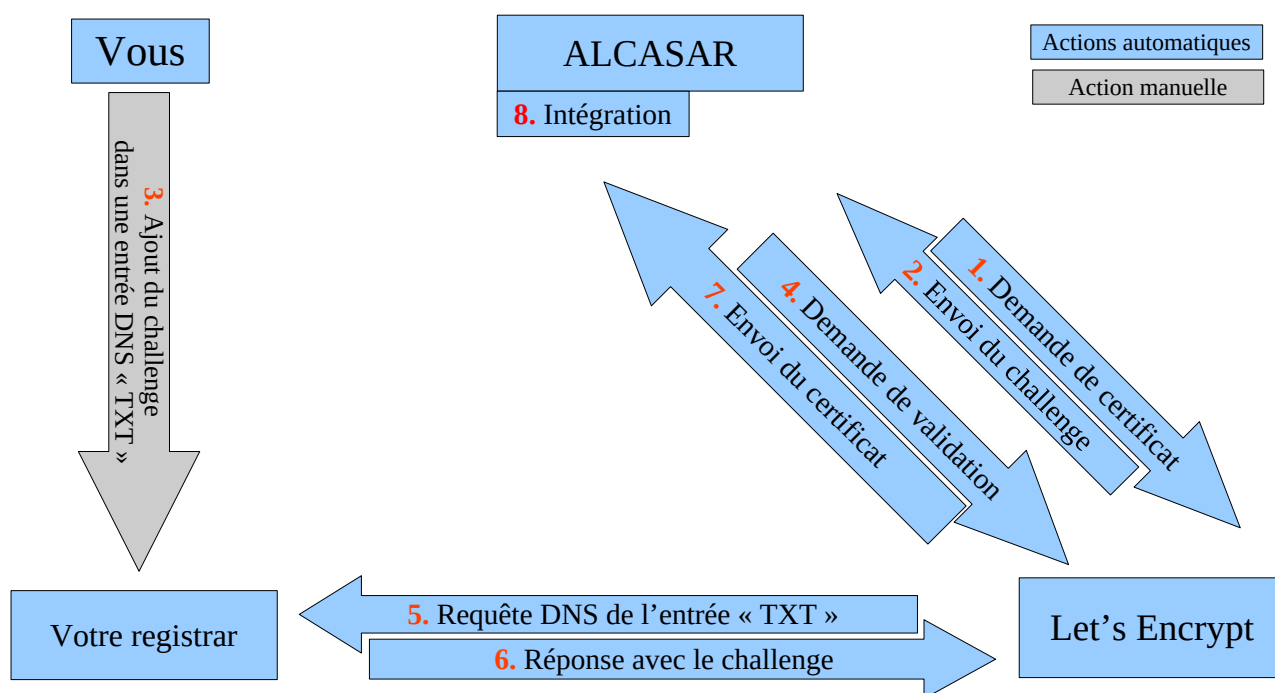 Vous
ALCASAR
8. Intégration
Actions automatiques
Action manuelle
3. Ajout du challenge
dans une entrée DNS « TXT »
1. Demande de certificat
2. Envoi du challenge
4. Demande de validation
7. Envoi du certificat
5. Requête DNS de l’entrée « TXT »
6. Réponse avec le challenge
Votre registrar
Let’s Encrypt